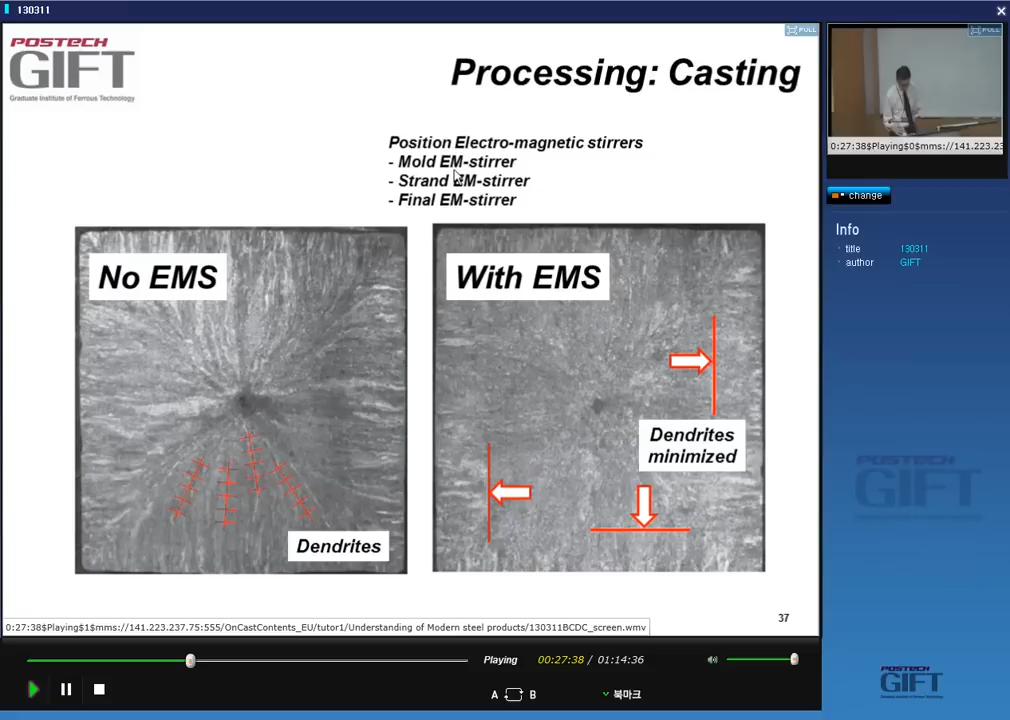 130311
POSTECH
GIFT
Graduate Institute of Ferrous Technology
FULL
Processing: Casting
Position Electro-magnetic stirrers
- Mold EM-stirrer
- Strand EM-stirrer
- Final EM-stirrer
No EMS
With EMS
Dendrites
minimized
Dendrites
37
0:27:38$Playing$1$mms://141.223.237.75:555/OnCastContents_EU/tutor1/Understanding of Modern steel products/130311BCDC_screen.wmv
Playing
00:27:38 / 01:14:36
A B
북마크
FULL
0:27:38$Playing$0$mms://141.223.23
change
Info
title 130311
author GIFT
POSTECH
GIFT
POSTECH
GIFT